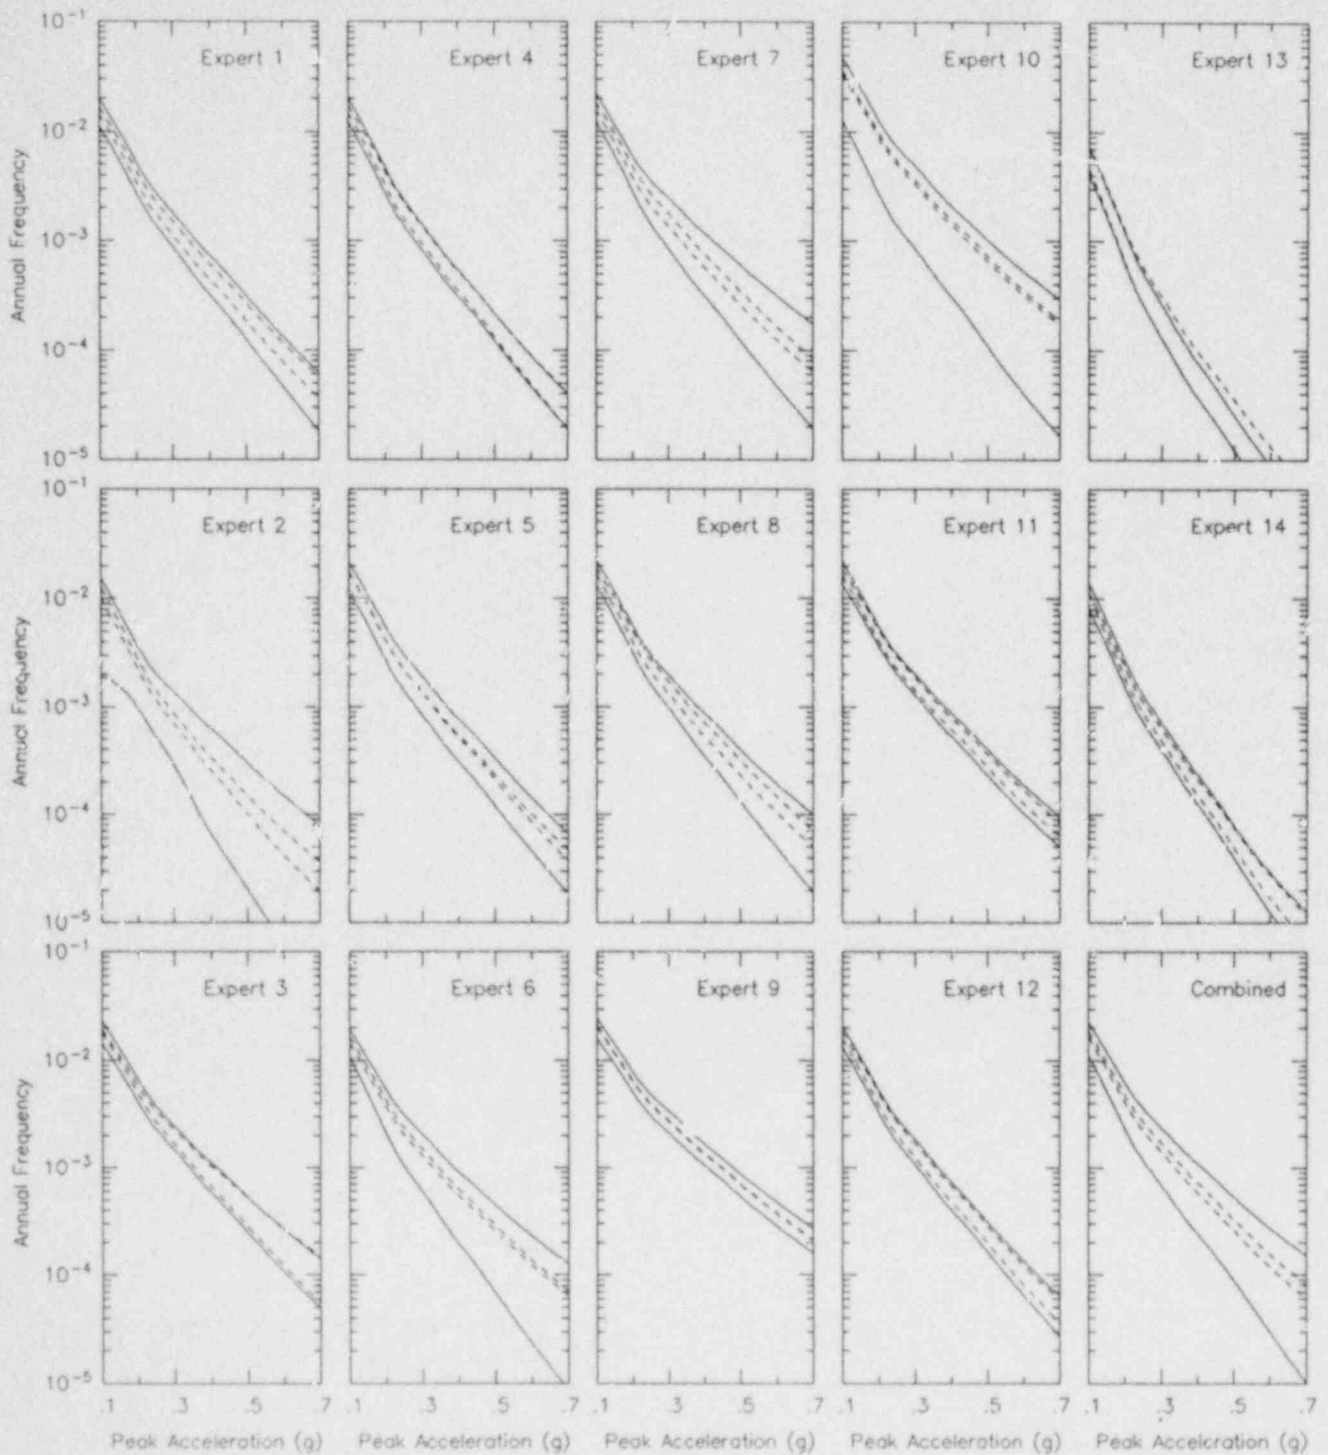 10⁻¹
Expert 1
Expert 4
Expert 7
Expert 10
Expert 13
10⁻²
10⁻³
10⁻⁴
10⁻⁵
Annual Frequency
10⁻¹
Expert 2
Expert 5
Expert 8
Expert 11
Expert 14
10⁻²
10⁻³
10⁻⁴
10⁻⁵
Annual Frequency
10⁻¹
Expert 3
Expert 6
Expert 9
Expert 12
Combined
10⁻²
10⁻³
10⁻⁴
10⁻⁵
Annual Frequency
.1 .3 .5 .7
.1 .3 .5 .7
.1 .3 .5 .7
.1 .3 .5 .7
.1 .3 .5 .7
Peak Acceleration (g)
Peak Acceleration (g)
Peak Acceleration (g)
Peak Acceleration (g)
Peak Acceleration (g)